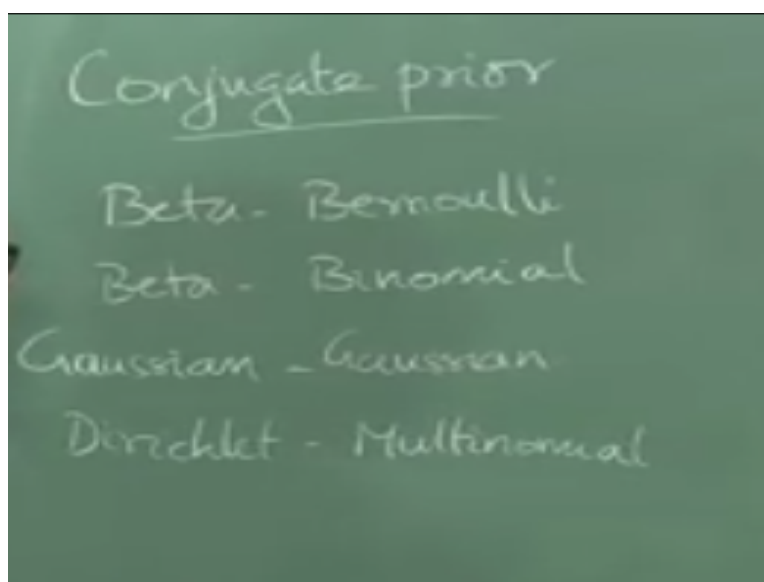 Conjugate prior
Beta - Bernoulli
Beta - Binomial
Gaussian - Gaussian
Dirichlet - Multinomial